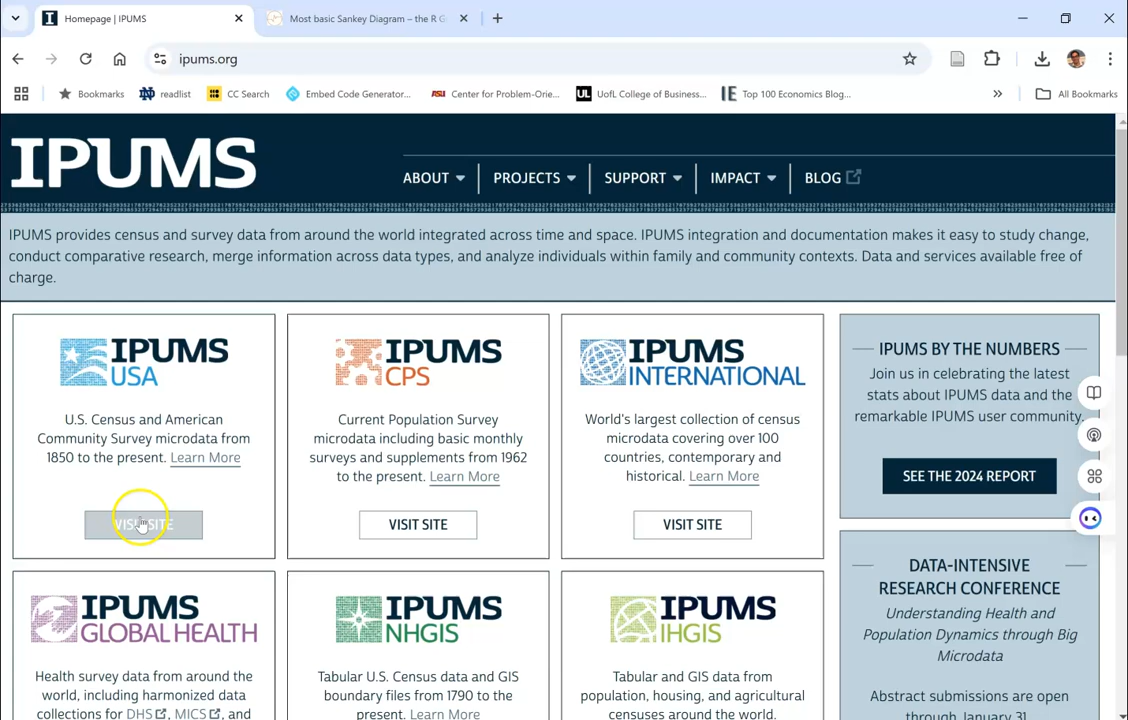 Homepage | IPUMS
Most basic Sankey Diagram – the R G
ipums.org
Bookmarks
readlist
CC Search
Embed Code Generator...
Center for Problem-Orie...
UofL College of Business...
Top 100 Economics Blog...
All Bookmarks
IPUMS
ABOUT
PROJECTS
SUPPORT
IMPACT
BLOG
IPUMS provides census and survey data from around the world integrated across time and space. IPUMS integration and documentation makes it easy to study change,
conduct comparative research, merge information across data types, and analyze individuals within family and community contexts. Data and services available free of
charge.
IPUMS
USA
U.S. Census and American
Community Survey microdata from
1850 to the present. Learn More
VISIT SITE
IPUMS
CPS
Current Population Survey
microdata including basic monthly
surveys and supplements from 1962
to the present. Learn More
VISIT SITE
IPUMS
INTERNATIONAL
World's largest collection of census
microdata covering over 100
countries, contemporary and
historical. Learn More
VISIT SITE
IPUMS BY THE NUMBERS
Join us in celebrating the latest
stats about IPUMS data and the
remarkable IPUMS user community.
SEE THE 2024 REPORT
IPUMS
GLOBAL HEALTH
Health survey data from around the
world, including harmonized data
collections for DHS, MICS, and
IPUMS
NHGIS
Tabular U.S. Census data and GIS
boundary files from 1790 to the
present. Learn More
IPUMS
IHGIS
Tabular and GIS data from
population, housing, and agricultural
censuses around the world.
DATA-INTENSIVE
RESEARCH CONFERENCE
Understanding Health and
Population Dynamics through Big
Microdata
Abstract submissions are open
through January 31